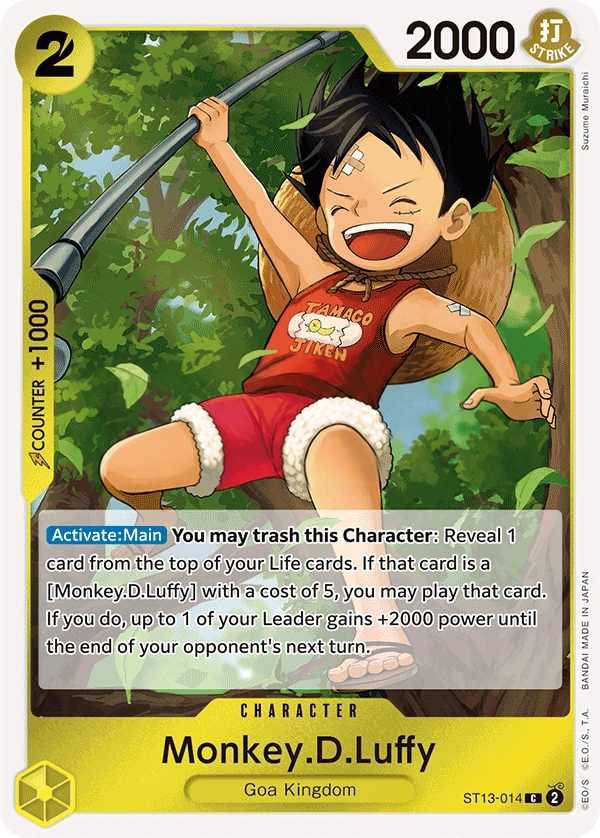 2
2000
打
STRIKE
Suzume Muraichi
TAMAGO
JIKEN
COUNTER +1000
Activate:Main You may trash this Character: Reveal 1
card from the top of your Life cards. If that card is a
[Monkey.D.Luffy] with a cost of 5, you may play that card.
If you do, up to 1 of your Leader gains +2000 power until
the end of your opponent's next turn.
CHARACTER
Monkey.D.Luffy
Goa Kingdom
ST13-014 C 2
©E.O/S ©E.O./S., T.A. BANDAI MADE IN JAPAN